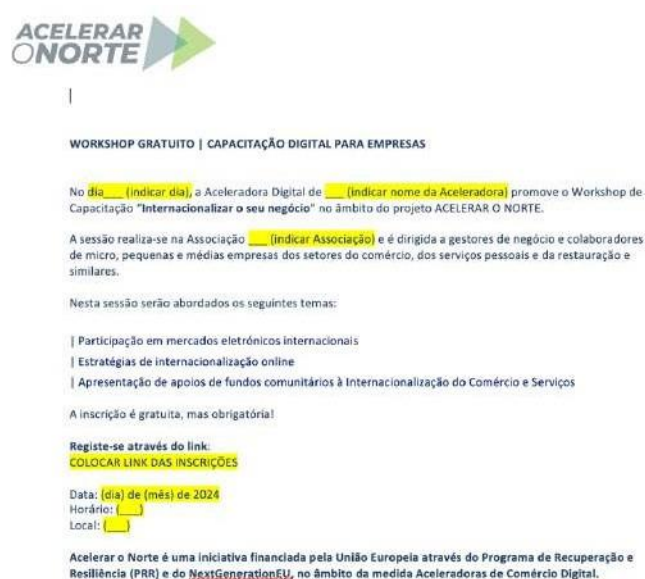 ACELERAR
O NORTE
WORKSHOP GRATUITO | CAPACITAÇÃO DIGITAL PARA EMPRESAS
No dia___ (indicar dia), a Aceleradora Digital de ___ (indicar nome da Aceleradora) promove o Workshop de
Capacitação "Internacionalizar o seu negócio" no âmbito do projeto ACELERAR O NORTE.
A sessão realiza-se na Associação ___ (indicar Associação) e é dirigida a gestores de negócio e colaboradores
de micro, pequenas e médias empresas dos setores do comércio, dos serviços pessoais e da restauração e
similares.
Nesta sessão serão abordados os seguintes temas:
| Participação em mercados eletrónicos internacionais
| Estratégias de internacionalização online
| Apresentação de apoios de fundos comunitários à Internacionalização do Comércio e Serviços
A inscrição é gratuita, mas obrigatória!
Registe-se através do link:
COLOCAR LINK DAS INSCRIÇÕES
Data: (dia) de (mês) de 2024
Horário: (___)
Local: (___)
Acelerar o Norte é uma iniciativa financiada pela União Europeia através do Programa de Recuperação e
Resiliência (PRR) e do NextGenerationEU, no âmbito da medida Aceleradoras de Comércio Digital.